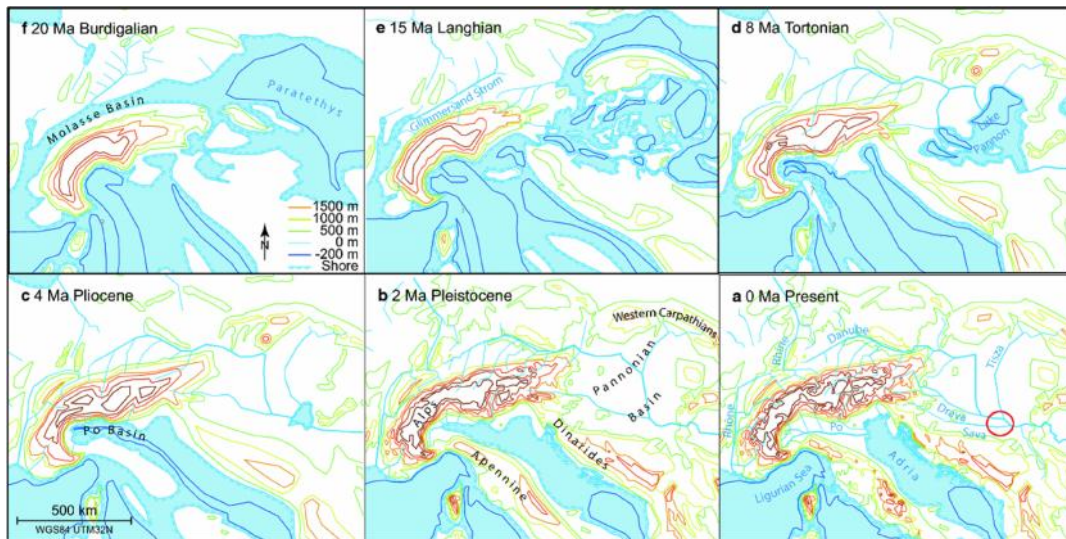 f 20 Ma Burdigalian
Paratethys
Molasse Basin
1500 m
1000 m
500 m
0 m
-200 m
Shore
N
e 15 Ma Langhian
Glimmersand Strom
d 8 Ma Tortonian
Lake
Pannon
?
?
c 4 Ma Pliocene
Po Basin
500 km
WGS84 UTM32N
b 2 Ma Pleistocene
Western Carpathians
Pannonian
Basin
Alps
Dinarides
Apennine
a 0 Ma Present
Rhine
Danube
Tisza
Rhone
Drava
Sava
Po
Adria
Ligurian Sea